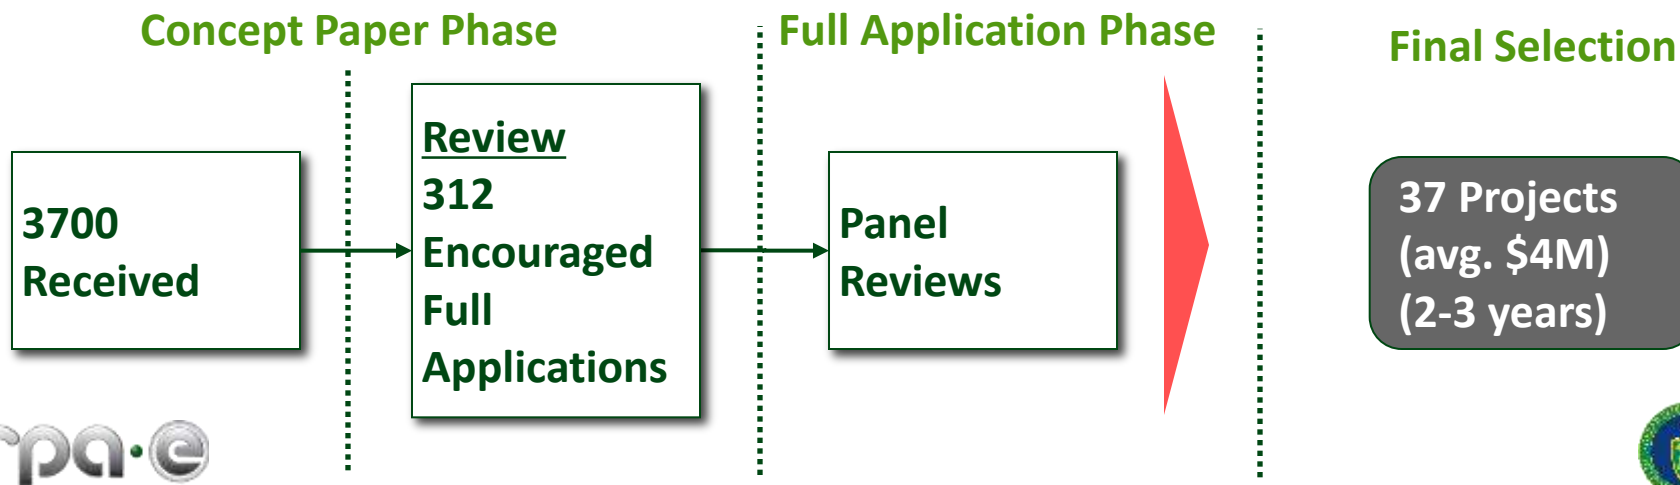 Concept Paper Phase
Full Application Phase
Final Selection
3700
Received
Review
312
Encouraged
Full
Applications
Panel
Reviews
37 Projects
(avg. $4M)
(2-3 years)
rpa·e